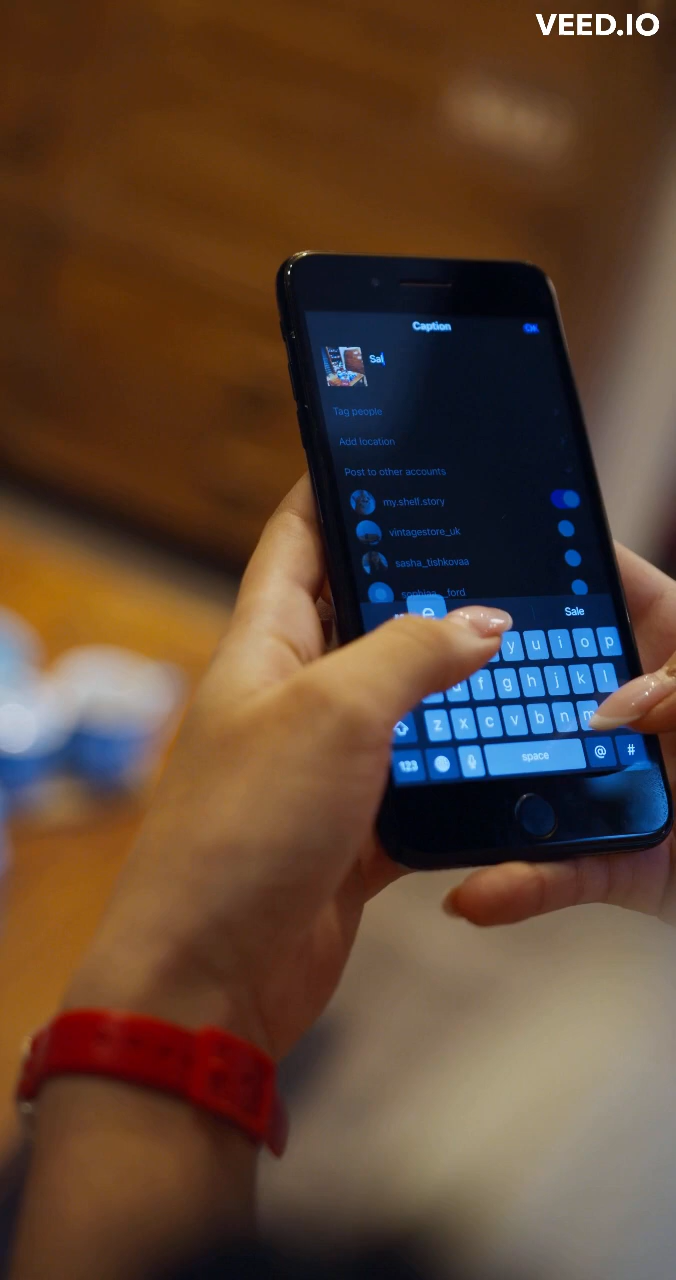 VEED.IO
Caption
OK
Sal
Tag people
Add location
Post to other accounts
my.shell.story
vintagestore_uk
sasha_tishkovaa
sophiaa__ford
e
Sale
y u i o p
f g h j k l
z x c v b n m
123
space
@ #